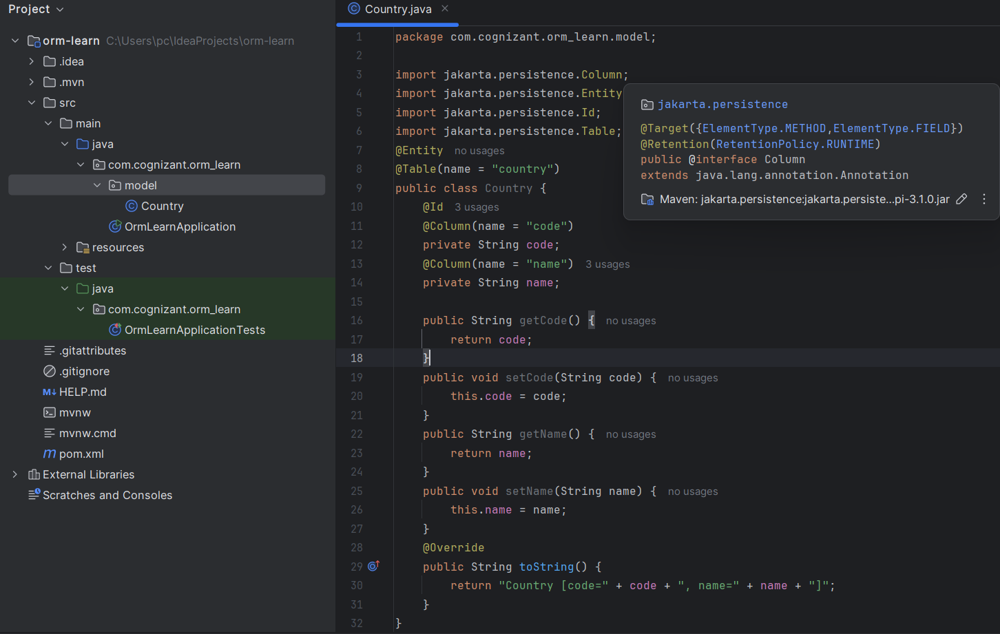 Project
orm-learn C:\Users\pc\IdeaProjects\orm-learn
.idea
.mvn
src
main
java
com.cognizant.orm_learn
model
Country
OrmLearnApplication
resources
test
java
com.cognizant.orm_learn
OrmLearnApplicationTests
.gitattributes
.gitignore
M↓ HELP.md
mvnw
mvnw.cmd
m pom.xml
External Libraries
Scratches and Consoles
Country.java
1 package com.cognizant.orm_learn.model;
2
3 import jakarta.persistence.Column;
4 import jakarta.persistence.Entity
5 import jakarta.persistence.Id;
6 import jakarta.persistence.Table;
7 @Entity no usages
8 @Table(name = "country")
9 public class Country {
10 @Id 3 usages
11 @Column(name = "code")
12 private String code;
13 @Column(name = "name") 3 usages
14 private String name;
15
16 public String getCode() { no usages
17 return code;
18 }
19 public void setCode(String code) { no usages
20 this.code = code;
21 }
22 public String getName() { no usages
23 return name;
24 }
25 public void setName(String name) { no usages
26 this.name = name;
27 }
28 @Override
29 public String toString() {
30 return "Country [code=" + code + ", name=" + name + "]";
31 }
32 }
jakarta.persistence
@Target({ElementType.METHOD,ElementType.FIELD})
@Retention(RetentionPolicy.RUNTIME)
public @interface Column
extends java.lang.annotation.Annotation
Maven: jakarta.persistence:jakarta.persiste...pi-3.1.0.jar